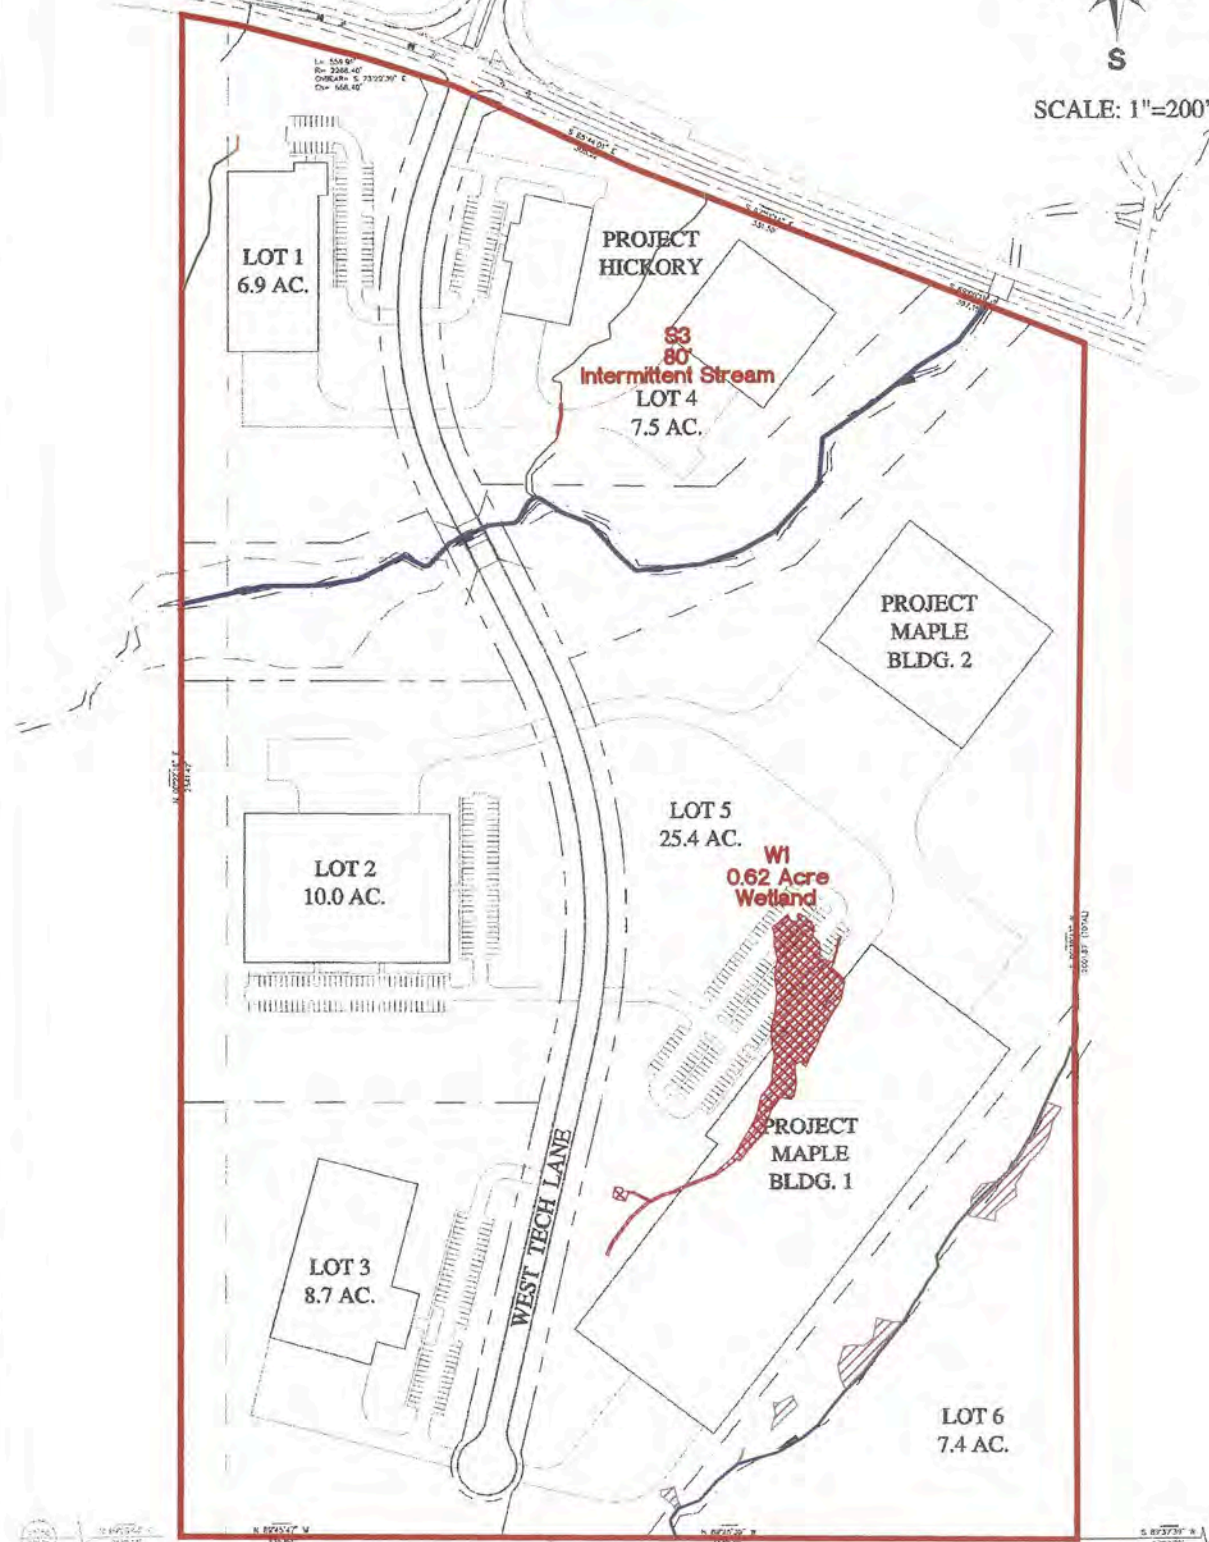 S
SCALE: 1"=200'
LOT 1
6.9 AC.
PROJECT
HICKORY
S3
80'
Intermittent Stream
LOT 4
7.5 AC.
PROJECT
MAPLE
BLDG. 2
LOT 5
25.4 AC.
W1
0.62 Acre
Wetland
LOT 2
10.0 AC.
PROJECT
MAPLE
BLDG. 1
WEST TECH LANE
LOT 3
8.7 AC.
LOT 6
7.4 AC.